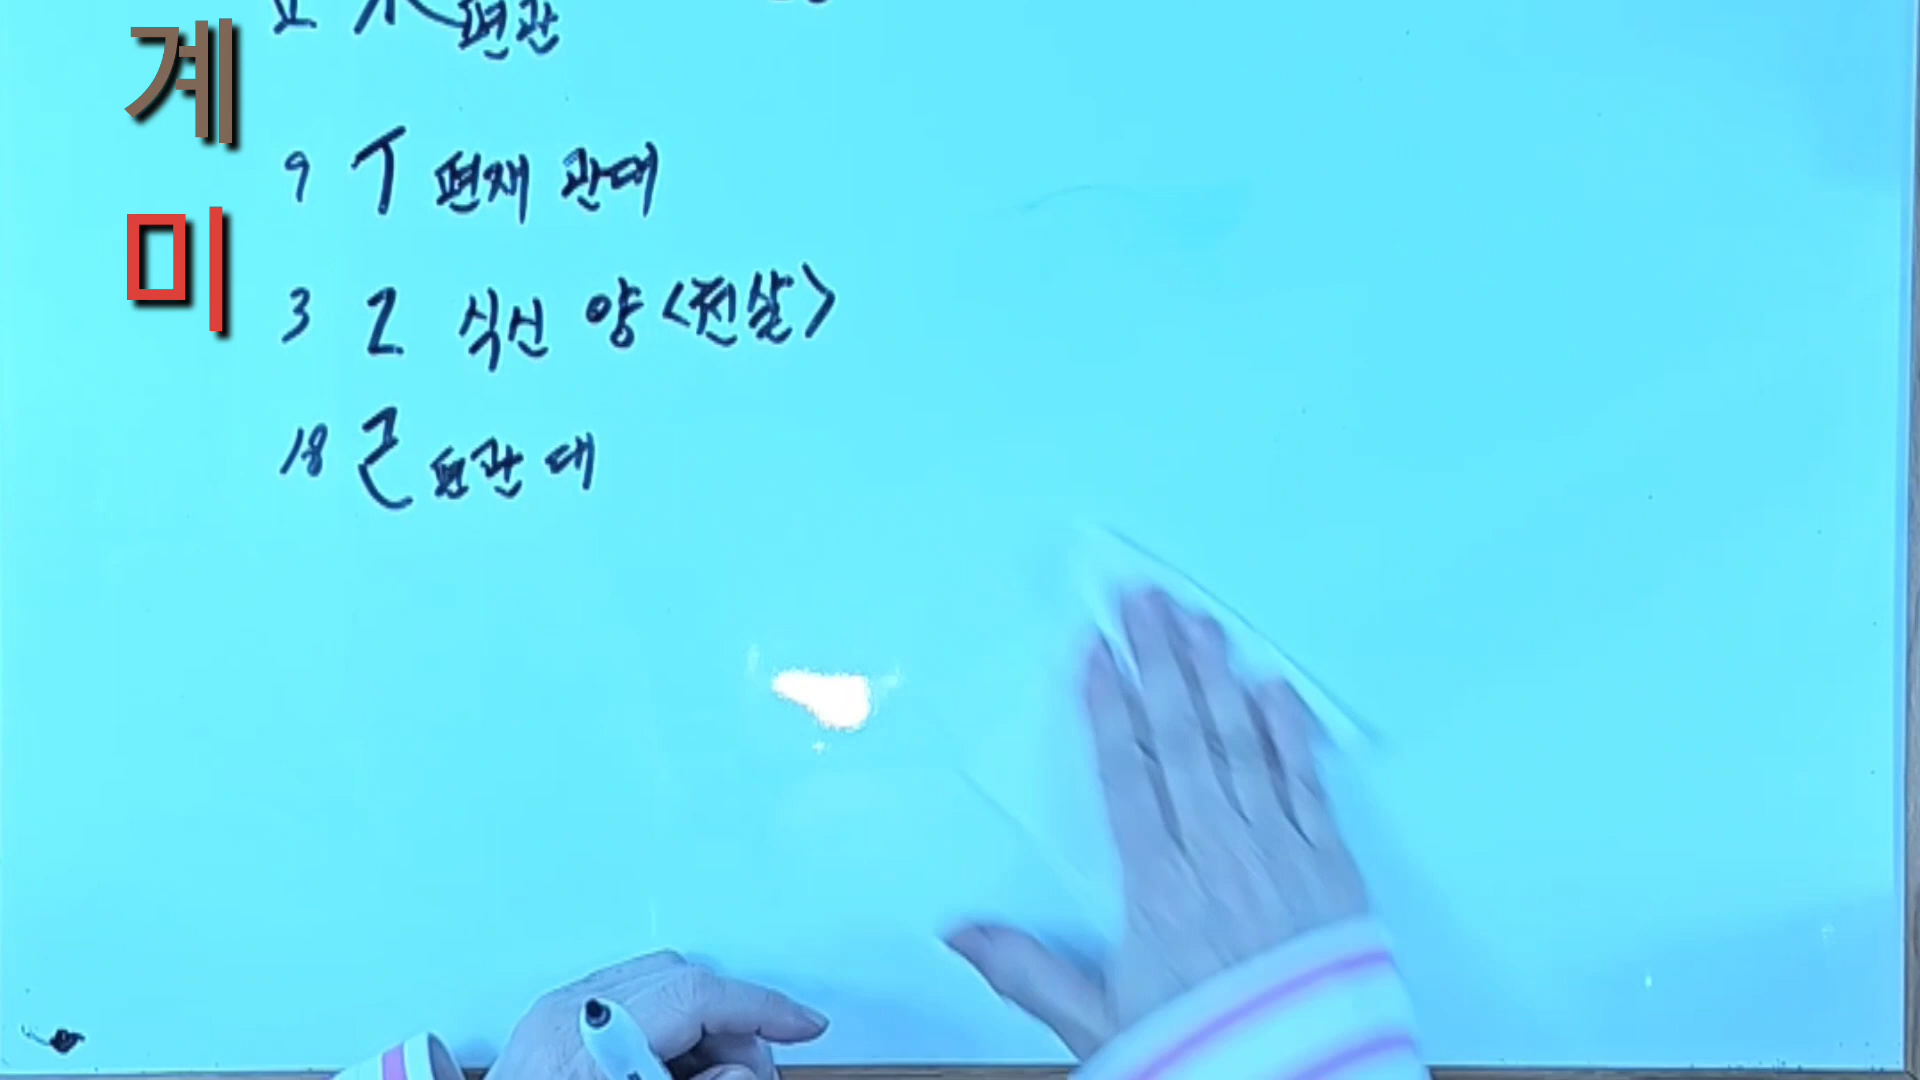 계
미
편관
9 丁 편재 관대
3 乙 식신 양 <천살>
18 己 편관 대